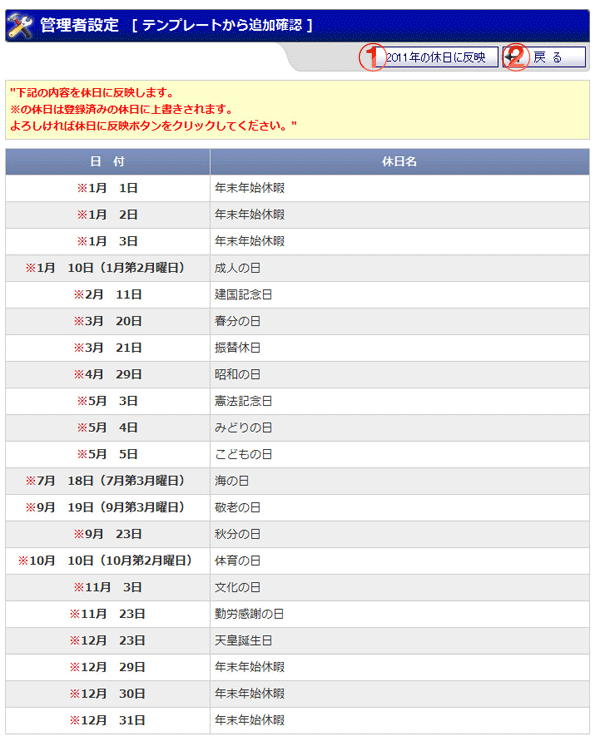 管理者設定 [ テンプレートから追加確認 ]
① 2011年の休日に反映 ② 戻 る
"下記の内容を休日に反映します。
※の休日は登録済みの休日に上書きされます。
よろしければ休日に反映ボタンをクリックしてください。"
日 付 休日名
※1月 1日 年末年始休暇
※1月 2日 年末年始休暇
※1月 3日 年末年始休暇
※1月 10日（1月第2月曜日） 成人の日
※2月 11日 建国記念日
※3月 20日 春分の日
※3月 21日 振替休日
※4月 29日 昭和の日
※5月 3日 憲法記念日
※5月 4日 みどりの日
※5月 5日 こどもの日
※7月 18日（7月第3月曜日） 海の日
※9月 19日（9月第3月曜日） 敬老の日
※9月 23日 秋分の日
※10月 10日（10月第2月曜日） 体育の日
※11月 3日 文化の日
※11月 23日 勤労感謝の日
※12月 23日 天皇誕生日
※12月 29日 年末年始休暇
※12月 30日 年末年始休暇
※12月 31日 年末年始休暇